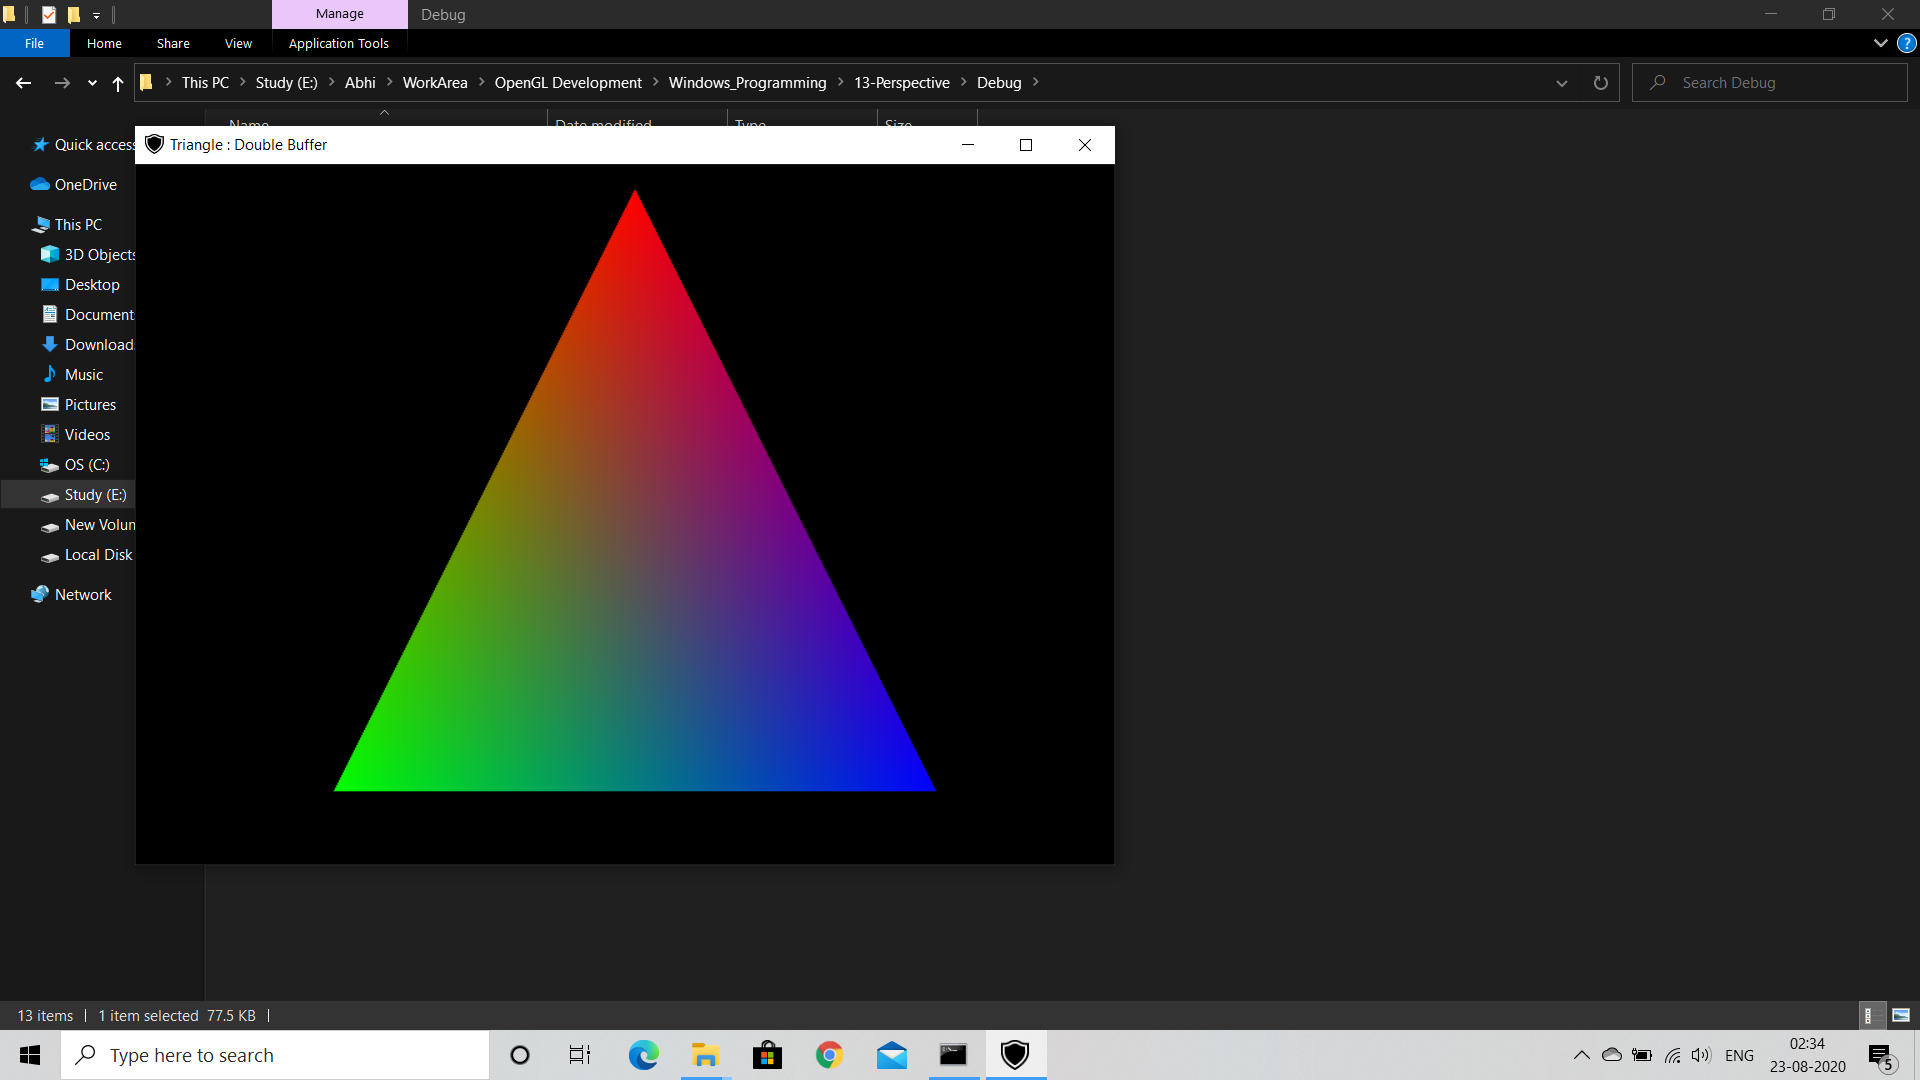 Manage Debug
File Home Share View Application Tools
This PC Study (E:) Abhi WorkArea OpenGL Development Windows_Programming 13-Perspective Debug Search Debug
Name Date modified Type Size
Triangle : Double Buffer
Quick access
OneDrive
This PC
3D Objects
Desktop
Document
Download
Music
Pictures
Videos
OS (C:)
Study (E:)
New Volun
Local Disk
Network
13 items 1 item selected 77.5 KB
Type here to search
ENG
02:34
23-08-2020
5